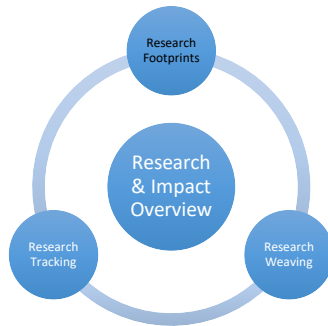 Research
Footprints
Research
& Impact
Overview
Research
Tracking
Research
Weaving